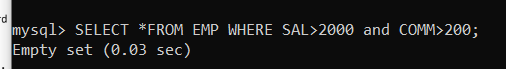 mysql> SELECT *FROM EMP WHERE SAL>2000 and COMM>200;
Empty set (0.03 sec)